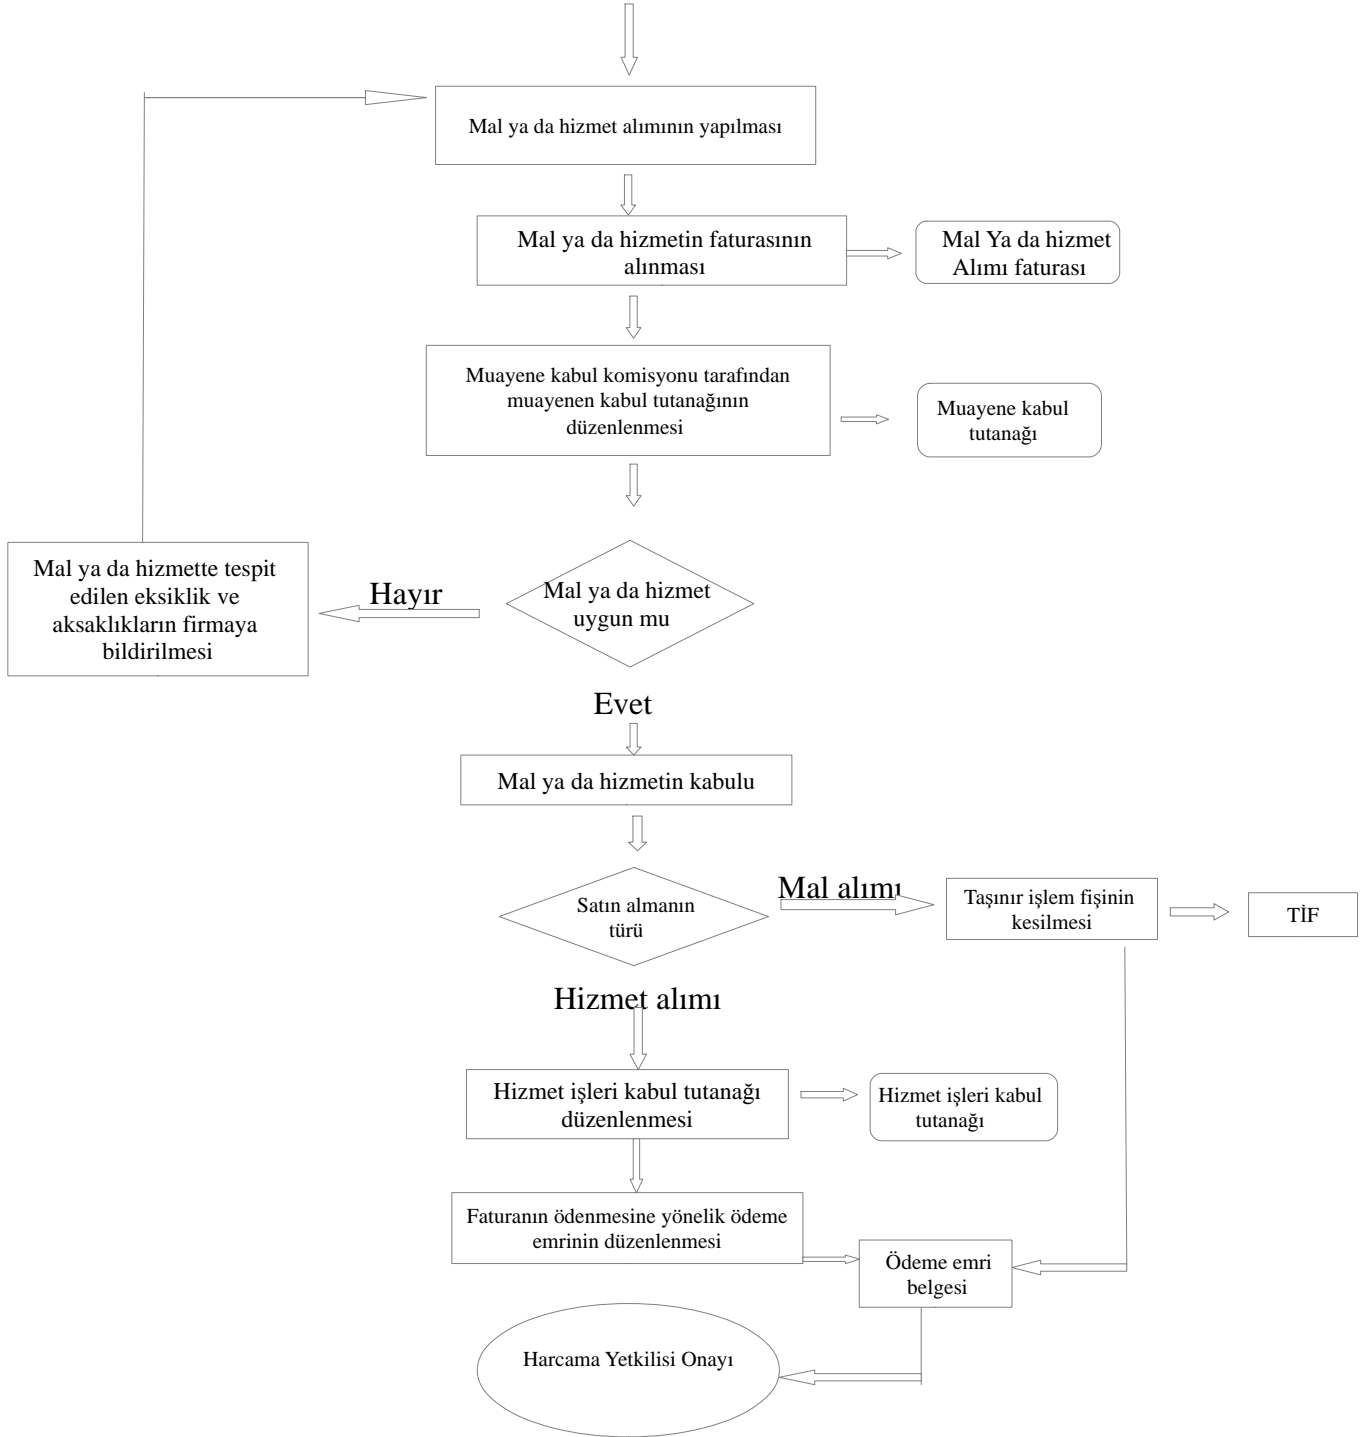 Mal ya da hizmet alımının yapılması
Mal ya da hizmetin faturasının
alınması
Mal Ya da hizmet
Alımı faturası
Muayene kabul komisyonu tarafından
muayenen kabul tutanağının
düzenlenmesi
Muayene kabul
tutanağı
Mal ya da hizmette tespit
edilen eksiklik ve
aksaklıkların firmaya
bildirilmesi
Hayır
Mal ya da hizmet
uygun mu
Evet
Mal ya da hizmetin kabulu
Satın almanın
türü
Mal alımı
Taşınır işlem fişinin
kesilmesi
TİF
Hizmet alımı
Hizmet işleri kabul tutanağı
düzenlenmesi
Hizmet işleri kabul
tutanağı
Faturanın ödenmesine yönelik ödeme
emrinin düzenlenmesi
Ödeme emri
belgesi
Harcama Yetkilisi Onayı